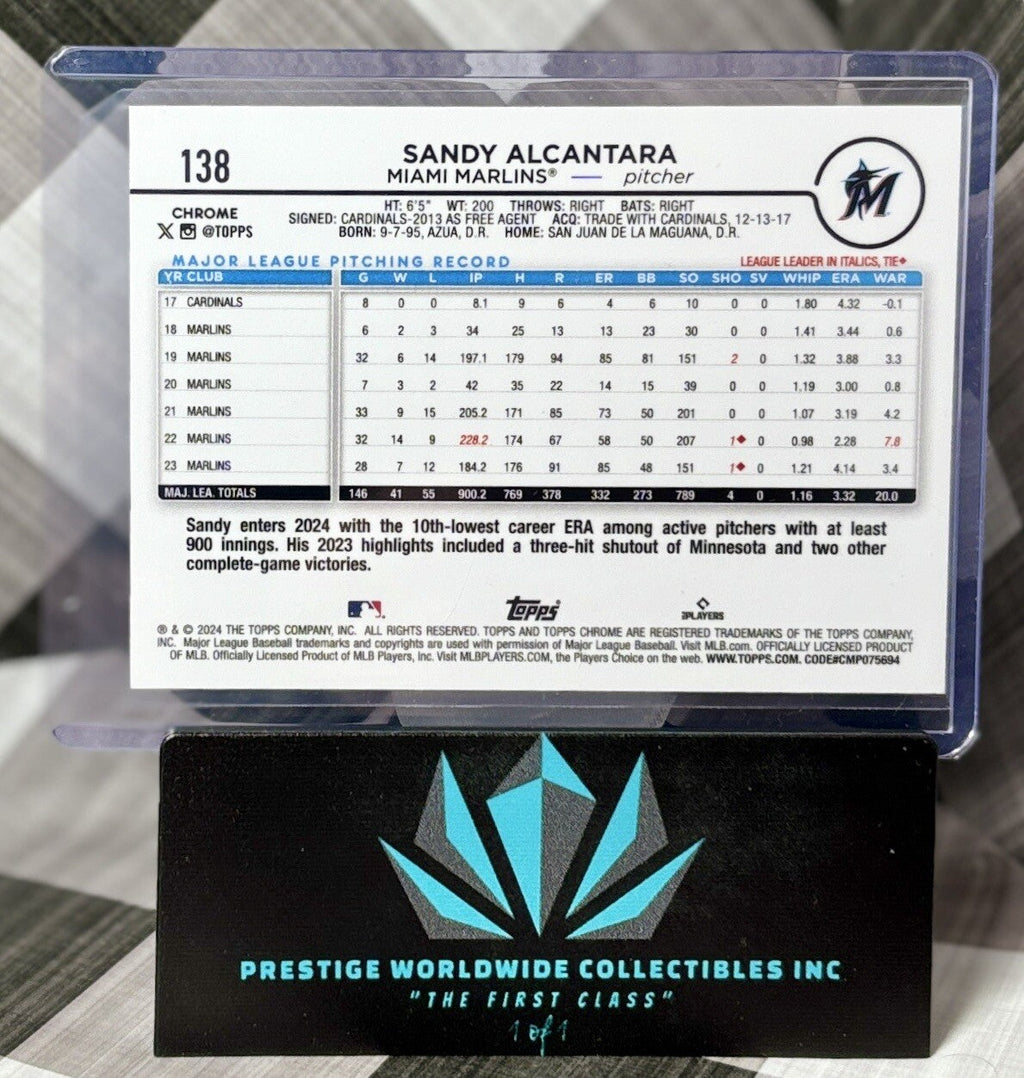 138
SANDY ALCANTARA
MIAMI MARLINS® — pitcher
M
CHROME
X @TOPPS
HT: 6'5" WT: 200 THROWS: RIGHT BATS: RIGHT
SIGNED: CARDINALS-2013 AS FREE AGENT ACQ: TRADE WITH CARDINALS, 12-13-17
BORN: 9-7-95, AZUA, D.R. HOME: SAN JUAN DE LA MAGUANA, D.R.
MAJOR LEAGUE PITCHING RECORD LEAGUE LEADER IN ITALICS, TIE◆
YR CLUB G W L IP H R ER BB SO SHO SV WHIP ERA WAR
17 CARDINALS 8 0 0 8.1 9 6 4 6 10 0 0 1.80 4.32 -0.1
18 MARLINS 6 2 3 34 25 13 13 23 30 0 0 1.41 3.44 0.6
19 MARLINS 32 6 14 197.1 179 94 85 81 151 2 0 1.32 3.88 3.3
20 MARLINS 7 3 2 42 35 22 14 15 39 0 0 1.19 3.00 0.8
21 MARLINS 33 9 15 205.2 171 85 73 50 201 0 0 1.07 3.19 4.2
22 MARLINS 32 14 9 228.2 174 67 58 50 207 1◆ 0 0.98 2.28 7.8
23 MARLINS 28 7 12 184.2 176 91 85 48 151 1◆ 0 1.21 4.14 3.4
MAJ. LEA. TOTALS 146 41 55 900.2 769 378 332 273 789 4 0 1.16 3.32 20.0
Sandy enters 2024 with the 10th-lowest career ERA among active pitchers with at least
900 innings. His 2023 highlights included a three-hit shutout of Minnesota and two other
complete-game victories.
topps
PLAYERS
® & © 2024 THE TOPPS COMPANY, INC. ALL RIGHTS RESERVED. TOPPS AND TOPPS CHROME ARE REGISTERED TRADEMARKS OF THE TOPPS COMPANY,
INC. Major League Baseball trademarks and copyrights are used with permission of Major League Baseball. Visit MLB.com. OFFICIALLY LICENSED PRODUCT
OF MLB. Officially Licensed Product of MLB Players, Inc. Visit MLBPLAYERS.COM, the Players Choice on the web. WWW.TOPPS.COM. CODE#CMP075694
PRESTIGE WORLDWIDE COLLECTIBLES INC
"THE FIRST CLASS"
1 of 1